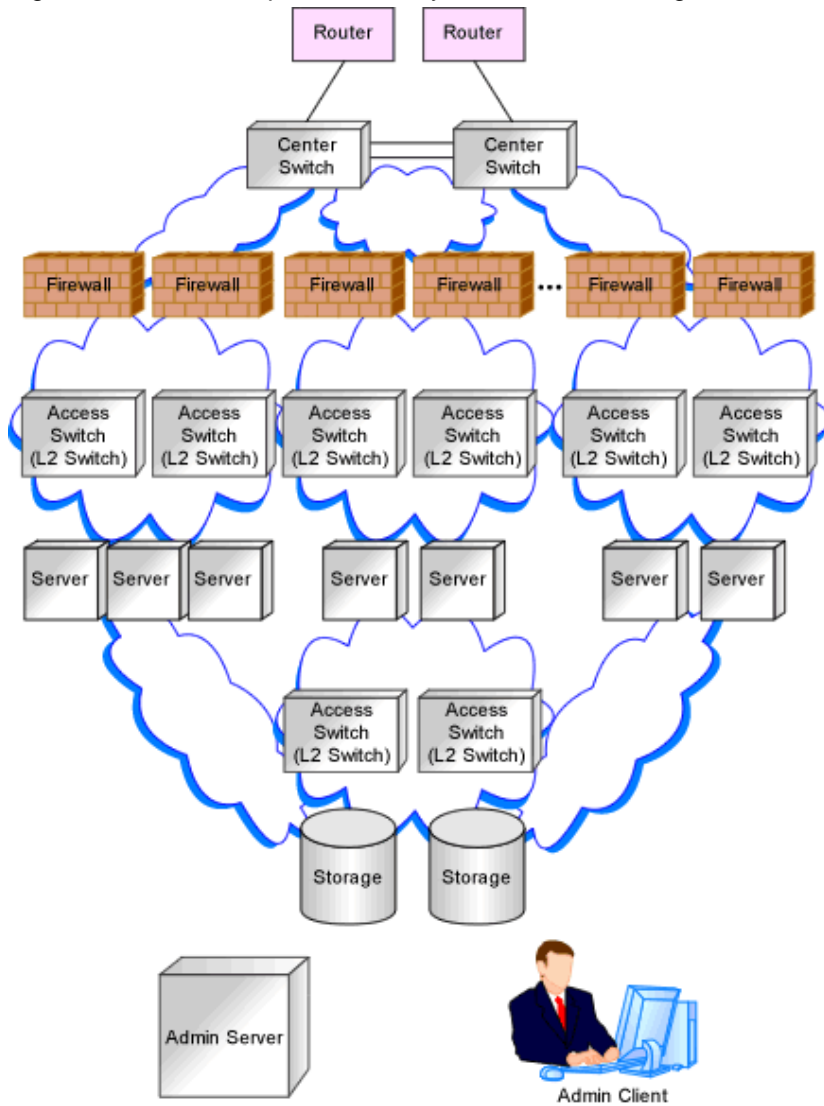 Router Router
Center
Switch
Center
Switch
Firewall Firewall Firewall Firewall ... Firewall Firewall
Access
Switch
(L2 Switch)
Access
Switch
(L2 Switch)
Access
Switch
(L2 Switch)
Access
Switch
(L2 Switch)
Access
Switch
(L2 Switch)
Access
Switch
(L2 Switch)
Server Server Server Server Server Server Server
Access
Switch
(L2 Switch)
Access
Switch
(L2 Switch)
Storage Storage
Admin Server
Admin Client